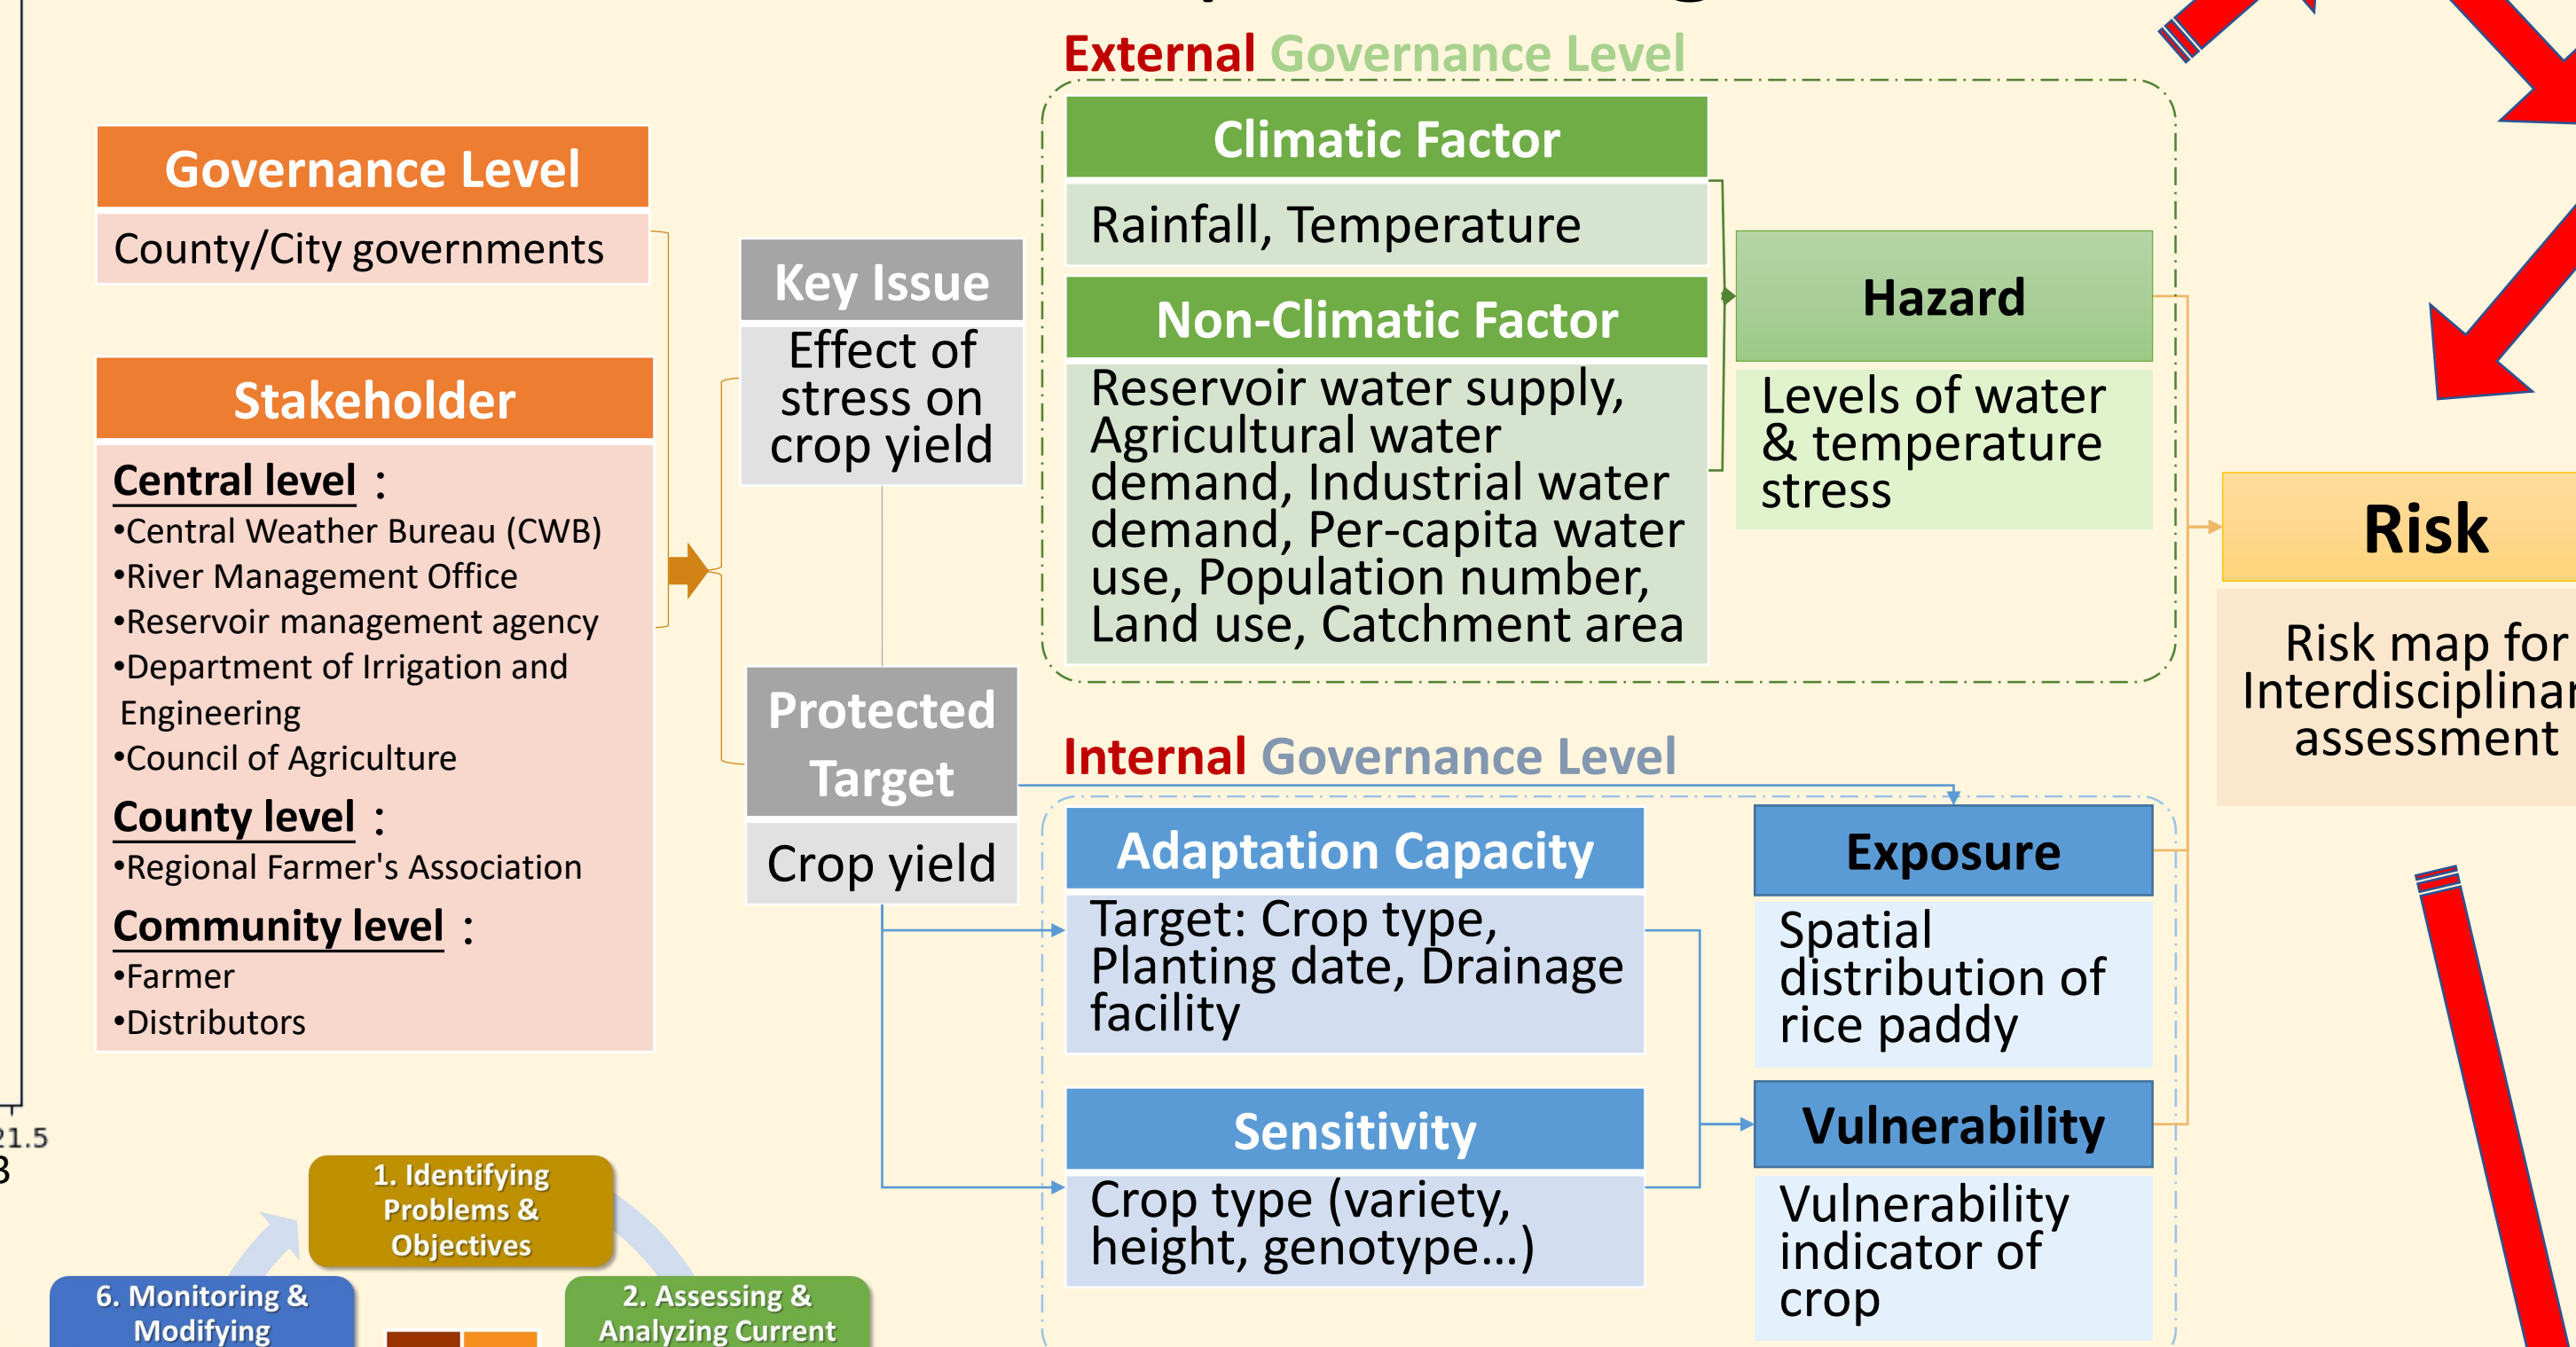 External Governance Level
Governance Level
County/City governments
Stakeholder
Central level：
•Central Weather Bureau (CWB)
•River Management Office
•Reservoir management agency
•Department of Irrigation and
Engineering
•Council of Agriculture
County level：
•Regional Farmer's Association
Community level：
•Farmer
•Distributors
Key Issue
Effect of
stress on
crop yield
Protected
Target
Crop yield
Climatic Factor
Rainfall, Temperature
Non-Climatic Factor
Reservoir water supply,
Agricultural water
demand, Industrial water
demand, Per-capita water
use, Population number,
Land use, Catchment area
Hazard
Levels of water
& temperature
stress
Internal Governance Level
Adaptation Capacity
Target: Crop type,
Planting date, Drainage
facility
Sensitivity
Crop type (variety,
height, genotype...)
Exposure
Spatial
distribution of
rice paddy
Vulnerability
Vulnerability
indicator of
crop
Risk
Risk map for
assessment
21.5
1. Identifying
Problems &
Objectives
6. Monitoring &
Modifying
2. Assessing &
Analyzing Current